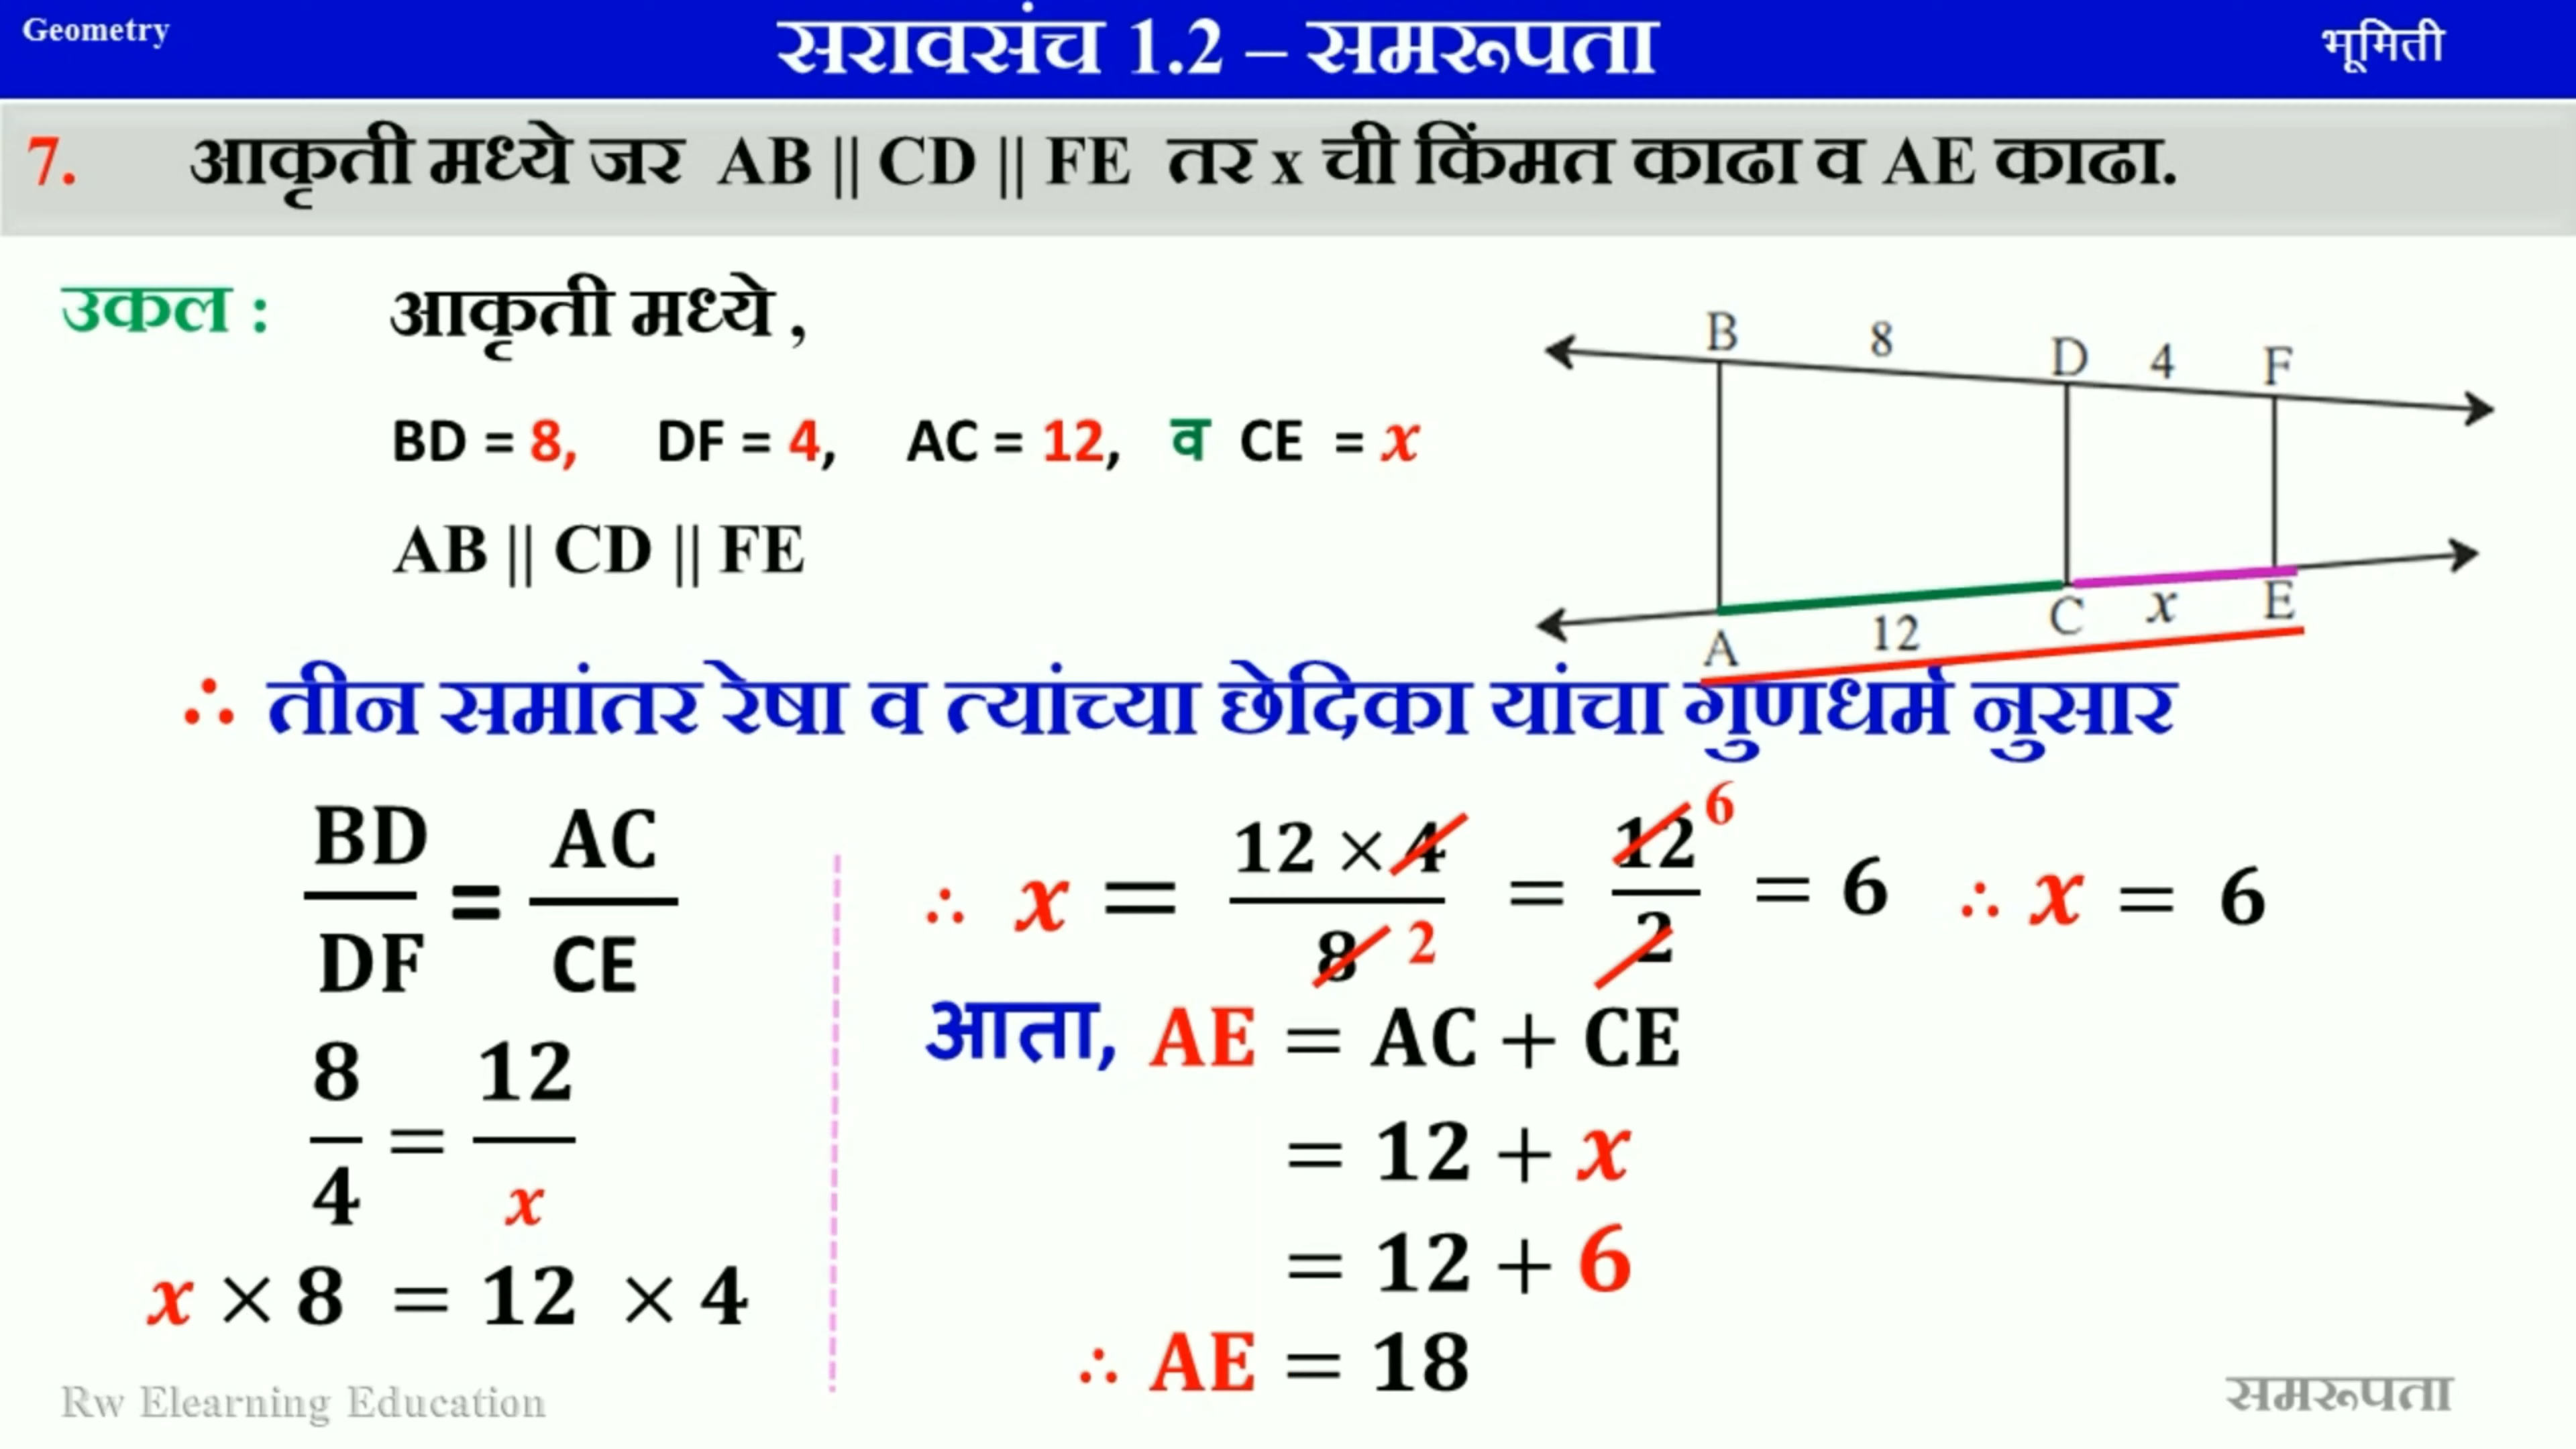 Geometry
सरावसंच 1.2 – समरूपता
भूमिती
7. आकृती मध्ये जर AB || CD || FE तर x ची किंमत काढा व AE काढा.
उकल : आकृती मध्ये ,
BD = 8, DF = 4, AC = 12, व CE = x
AB || CD || FE
B 8 D 4 F
A 12 C x E
∴ तीन समांतर रेषा व त्यांच्या छेदिका यांचा गुणधर्म नुसार
BD/DF = AC/CE
8/4 = 12/x
x × 8 = 12 × 4
∴ x = 12 × 4/8 2 = 12 6/2 = 6 ∴ x = 6
आता, AE = AC + CE
= 12 + x
= 12 + 6
∴ AE = 18
Rw Elearning Education
समरूपता